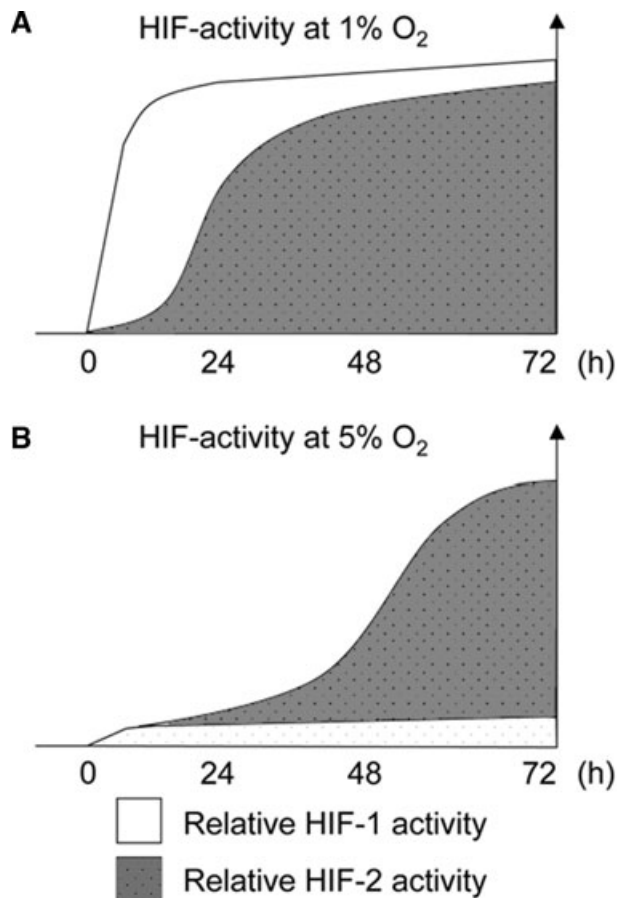 A
HIF-activity at 1% O₂
0 24 48 72 (h)
B
HIF-activity at 5% O₂
0 24 48 72 (h)
Relative HIF-1 activity
Relative HIF-2 activity